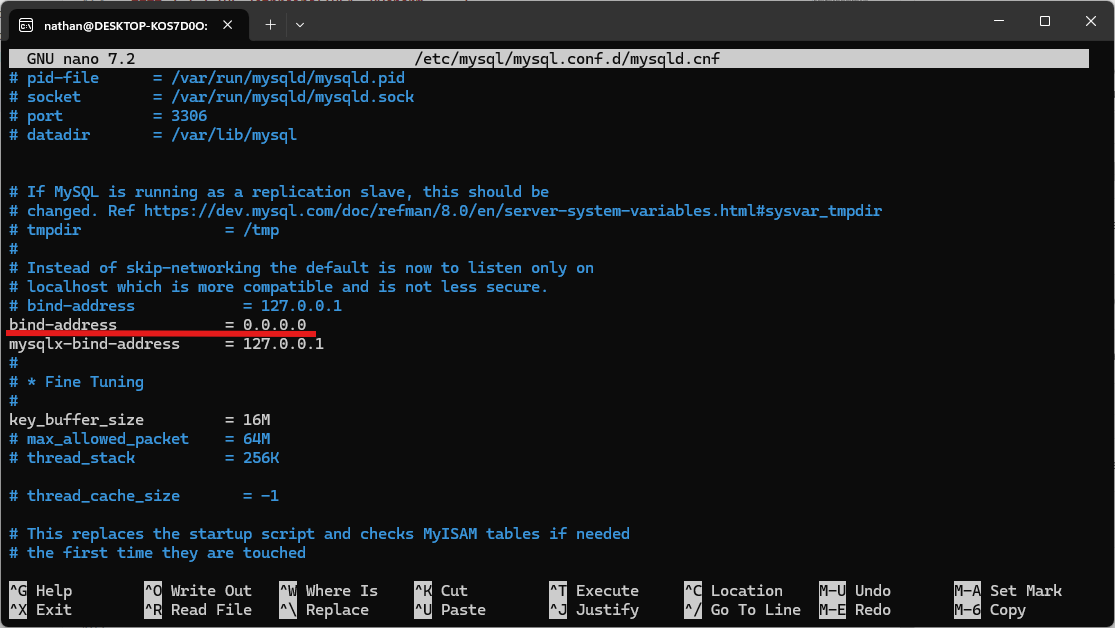 nathan@DESKTOP-KOS7D0O:
GNU nano 7.2 /etc/mysql/mysql.conf.d/mysqld.cnf
# pid-file = /var/run/mysqld/mysqld.pid
# socket = /var/run/mysqld/mysqld.sock
# port = 3306
# datadir = /var/lib/mysql
# If MySQL is running as a replication slave, this should be
# changed. Ref https://dev.mysql.com/doc/refman/8.0/en/server-system-variables.html#sysvar_tmpdir
# tmpdir = /tmp
#
# Instead of skip-networking the default is now to listen only on
# localhost which is more compatible and is not less secure.
# bind-address = 127.0.0.1
bind-address = 0.0.0.0
mysqlx-bind-address = 127.0.0.1
#
# * Fine Tuning
#
key_buffer_size = 16M
# max_allowed_packet = 64M
# thread_stack = 256K
# thread_cache_size = -1
# This replaces the startup script and checks MyISAM tables if needed
# the first time they are touched
^G Help ^O Write Out ^W Where Is ^K Cut ^T Execute ^C Location M-U Undo M-A Set Mark
^X Exit ^R Read File ^\ Replace ^U Paste ^J Justify ^/ Go To Line M-E Redo M-6 Copy